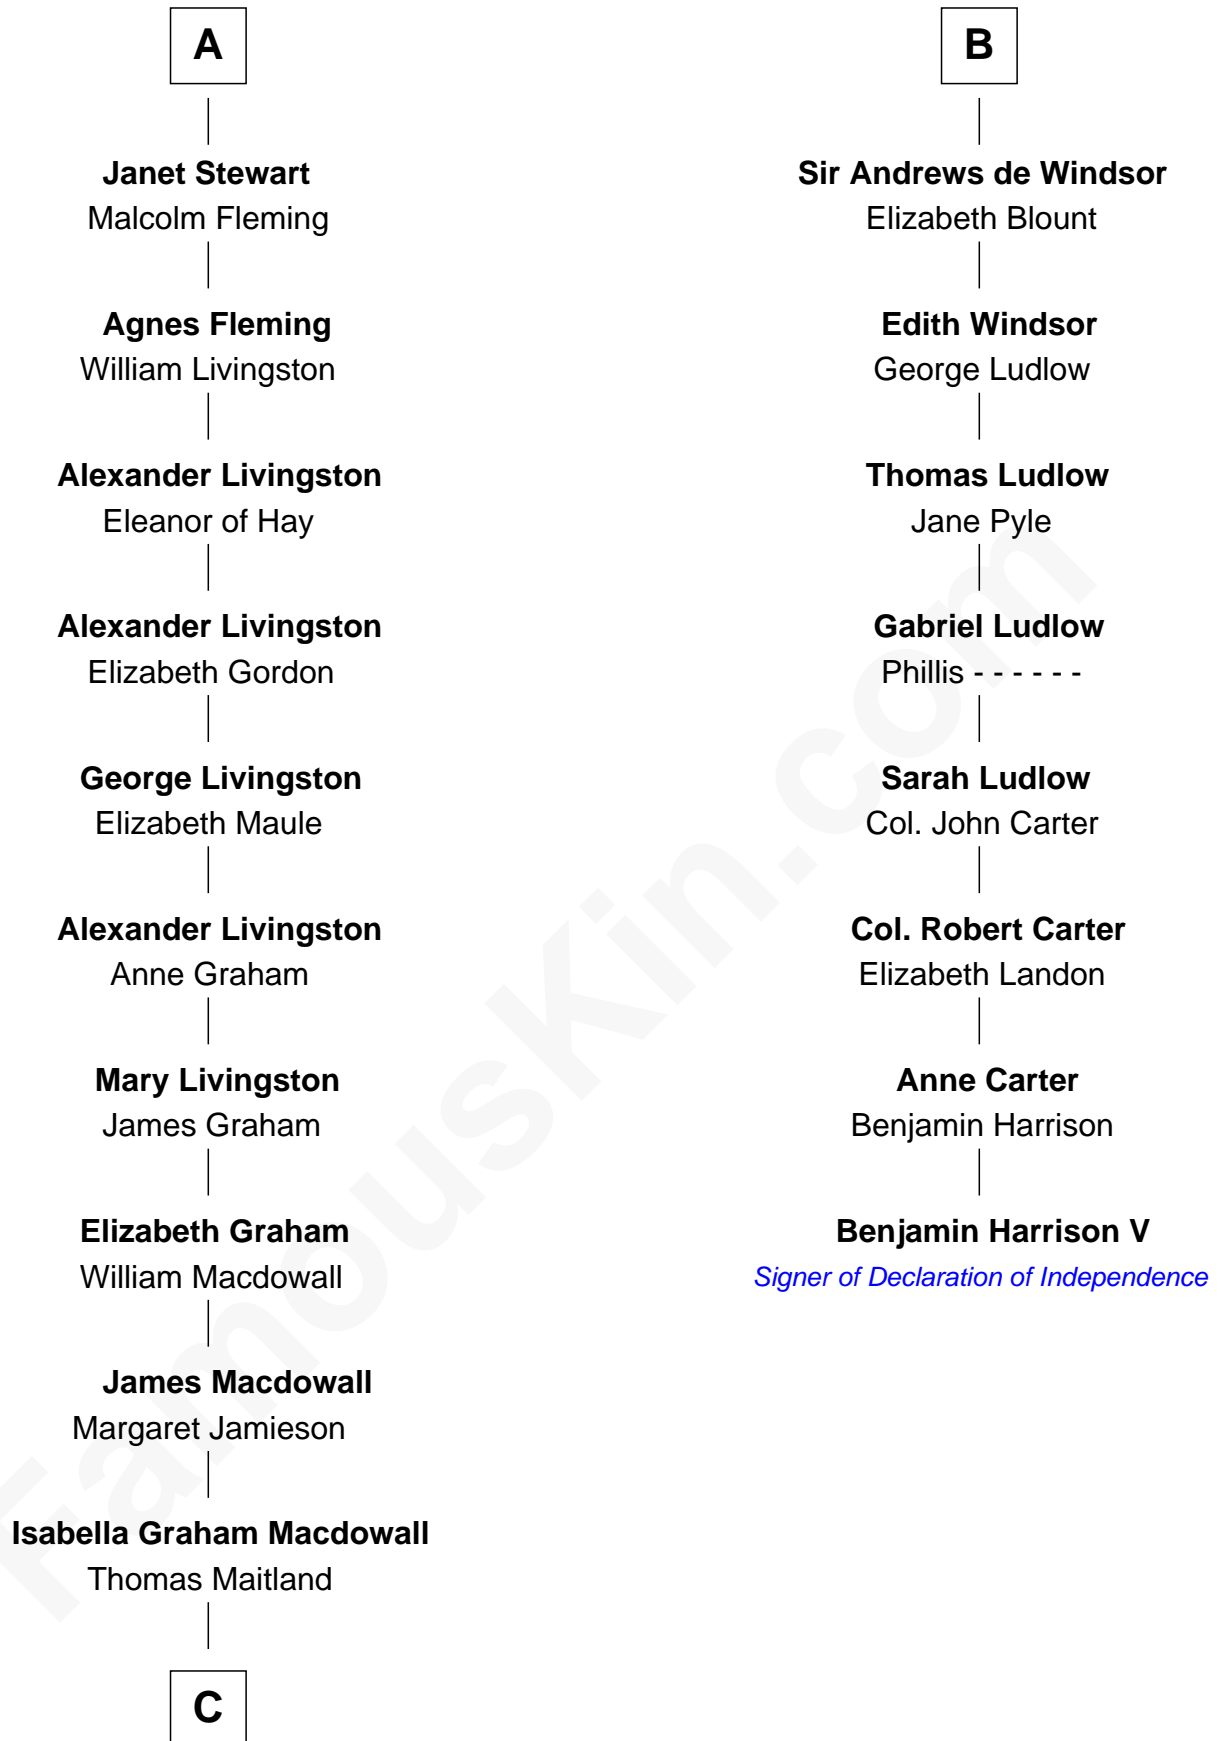 A
Janet Stewart
Malcolm Fleming
Agnes Fleming
William Livingston
Alexander Livingston
Eleanor of Hay
Alexander Livingston
Elizabeth Gordon
George Livingston
Elizabeth Maule
Alexander Livingston
Anne Graham
Mary Livingston
James Graham
Elizabeth Graham
William Macdowall
James Macdowall
Margaret Jamieson
Isabella Graham Macdowall
Thomas Maitland
C
B
Sir Andrews de Windsor
Elizabeth Blount
Edith Windsor
George Ludlow
Thomas Ludlow
Jane Pyle
Gabriel Ludlow
Phillis - - - - - -
Sarah Ludlow
Col. John Carter
Col. Robert Carter
Elizabeth Landon
Anne Carter
Benjamin Harrison
Benjamin Harrison V
Signer of Declaration of Independence
FamousKin.com